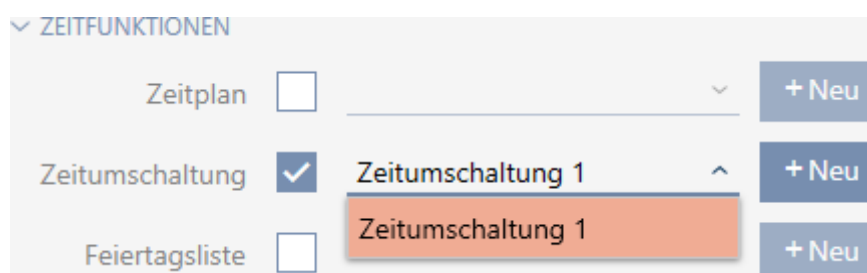 ZEITFUNKTIONEN
Zeitplan + Neu
Zeitumschaltung Zeitumschaltung 1 + Neu
Zeitumschaltung 1
Feiertagsliste + Neu